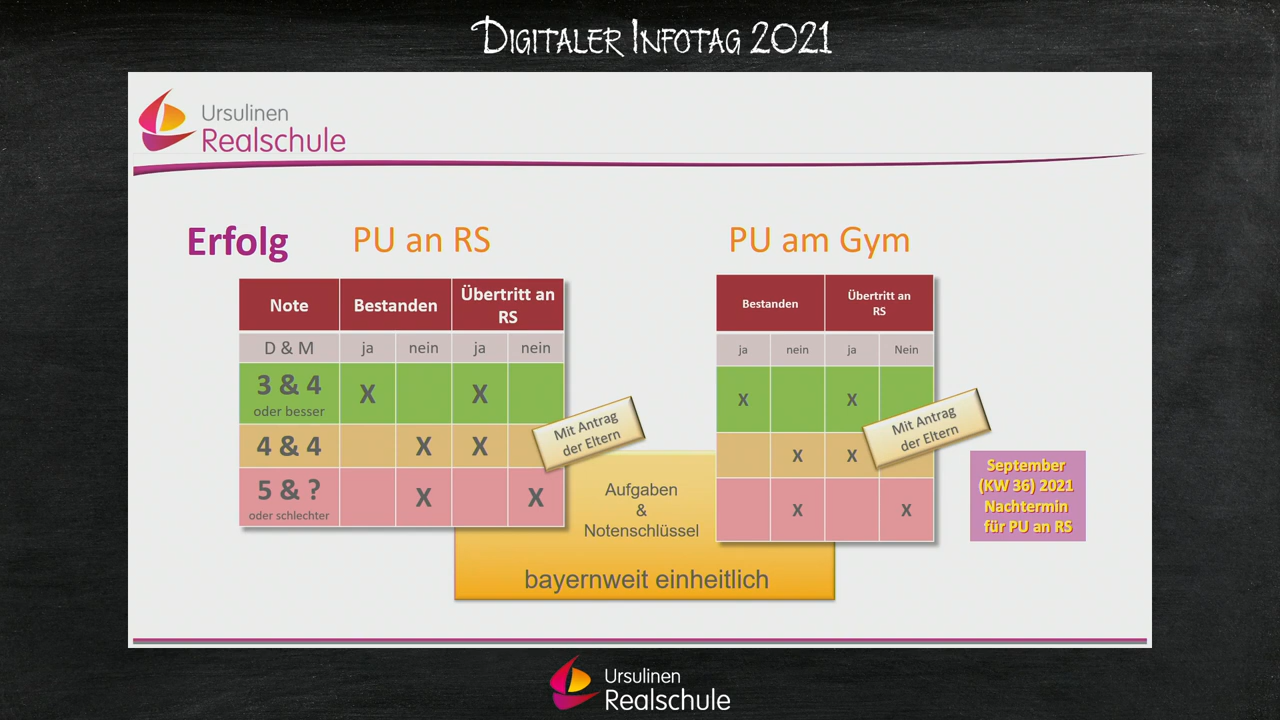 DIGITALER INFOTAG 2021
Ursulinen
Realschule
Erfolg
PU an RS
PU am Gym
Note
Bestanden
Übertritt an
RS
D & M
ja
nein
ja
nein
3 & 4
oder besser
X
X
4 & 4
X
X
5 & ?
oder schlechter
X
X
Mit Antrag
der Eltern
Bestanden
Übertritt an
RS
ja
nein
ja
Nein
X
X
X
X
X
X
Mit Antrag
der Eltern
Aufgaben
&
Notenschlüssel
bayernweit einheitlich
September
(KW 36) 2021
Nachtermin
für PU an RS
Ursulinen
Realschule